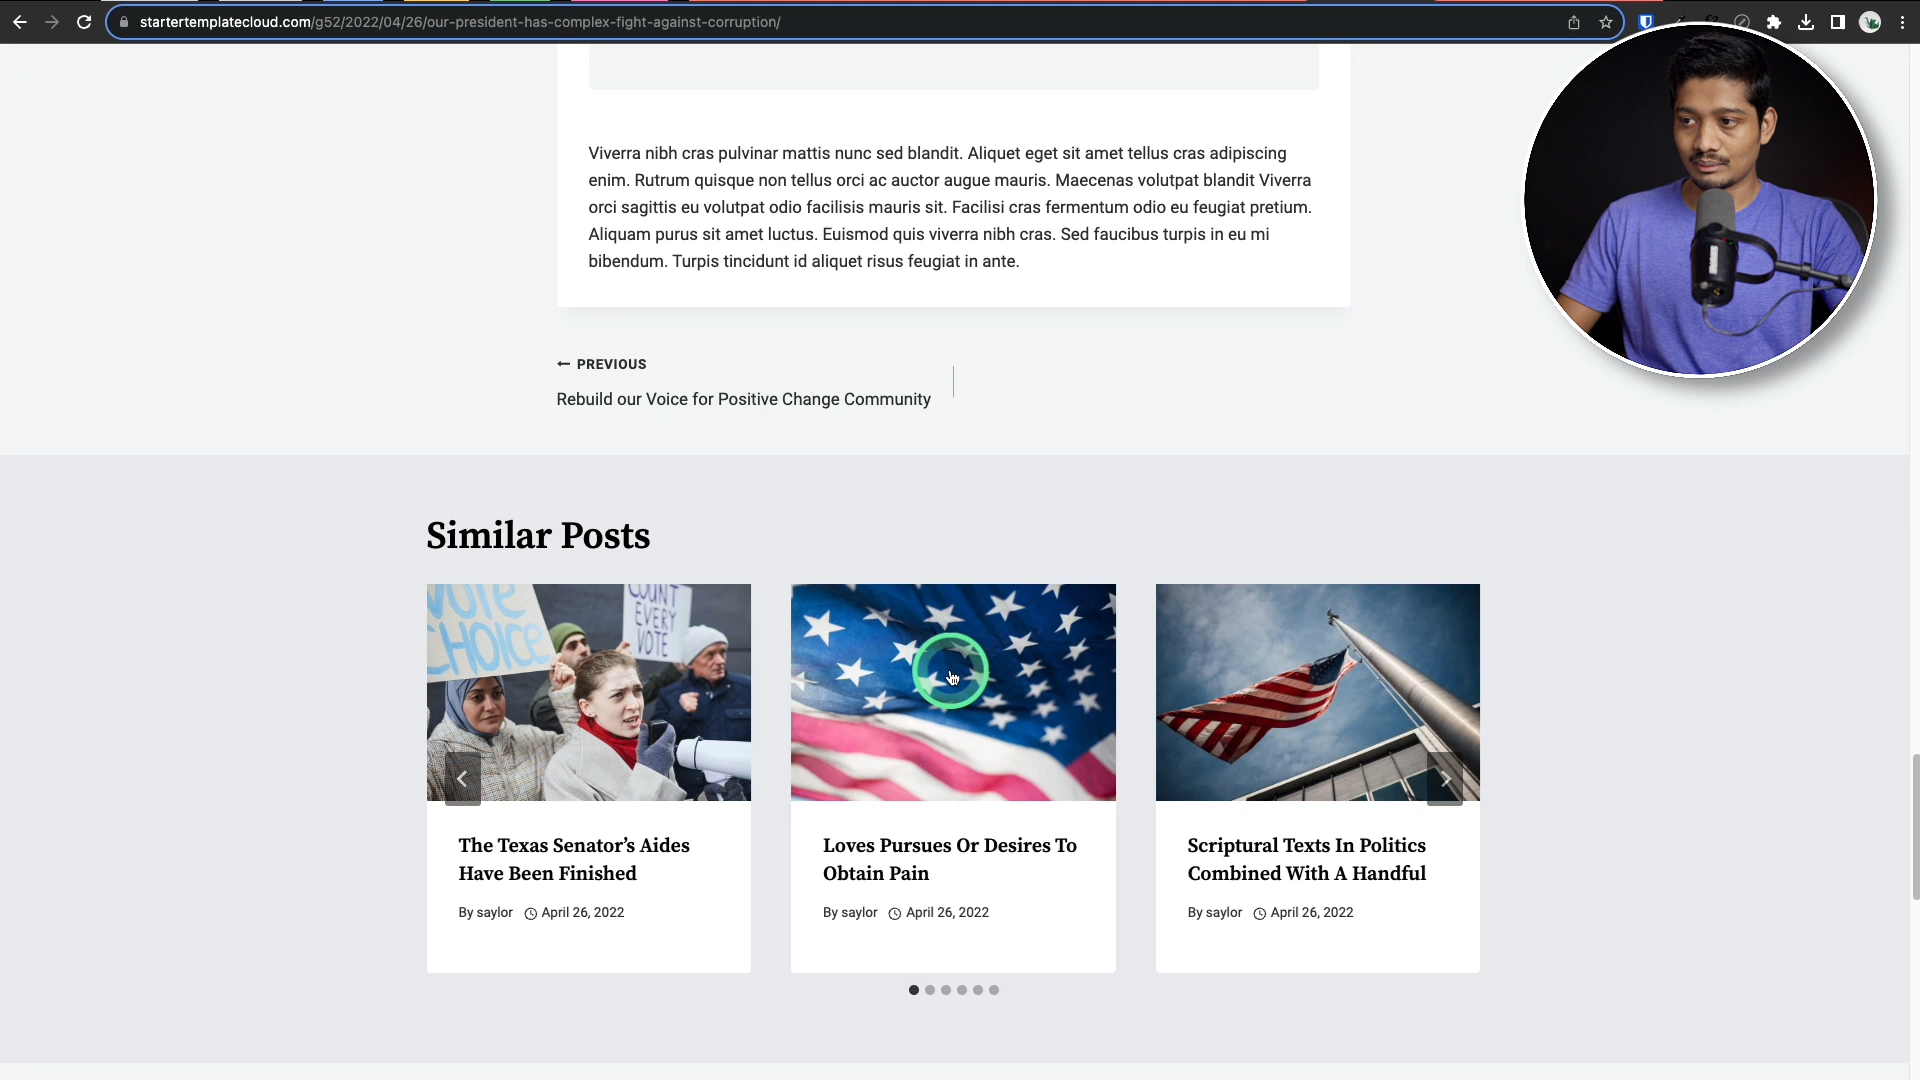 startertemplatecloud.com/g52/2022/04/26/our-president-has-complex-fight-against-corruption/
Viverra nibh cras pulvinar mattis nunc sed blandit. Aliquet eget sit amet tellus cras adipiscing
enim. Rutrum quisque non tellus orci ac auctor augue mauris. Maecenas volutpat blandit Viverra
orci sagittis eu volutpat odio facilisis mauris sit. Facilisi cras fermentum odio eu feugiat pretium.
Aliquam purus sit amet luctus. Euismod quis viverra nibh cras. Sed faucibus turpis in eu mi
bibendum. Turpis tincidunt id aliquet risus feugiat in ante.
← PREVIOUS
Rebuild our Voice for Positive Change Community
Similar Posts
VOTE
CHOICE
COUNT
EVERY
VOTE
The Texas Senator’s Aides
Have Been Finished
By saylor April 26, 2022
Loves Pursues Or Desires To
Obtain Pain
By saylor April 26, 2022
Scriptural Texts In Politics
Combined With A Handful
By saylor April 26, 2022